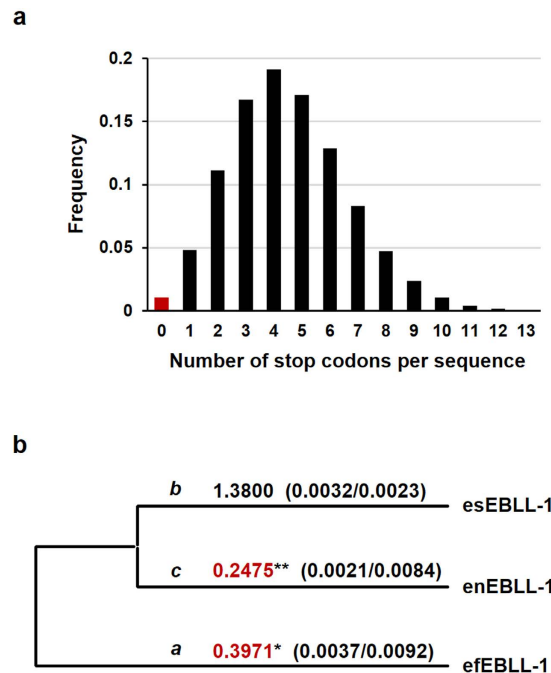 a
0.2
0.15
0.1
0.05
0
Frequency
0 1 2 3 4 5 6 7 8 9 10 11 12 13
Number of stop codons per sequence
b
b 1.3800 (0.0032/0.0023) esEBLL-1
c 0.2475** (0.0021/0.0084) enEBLL-1
a 0.3971* (0.0037/0.0092) efEBLL-1